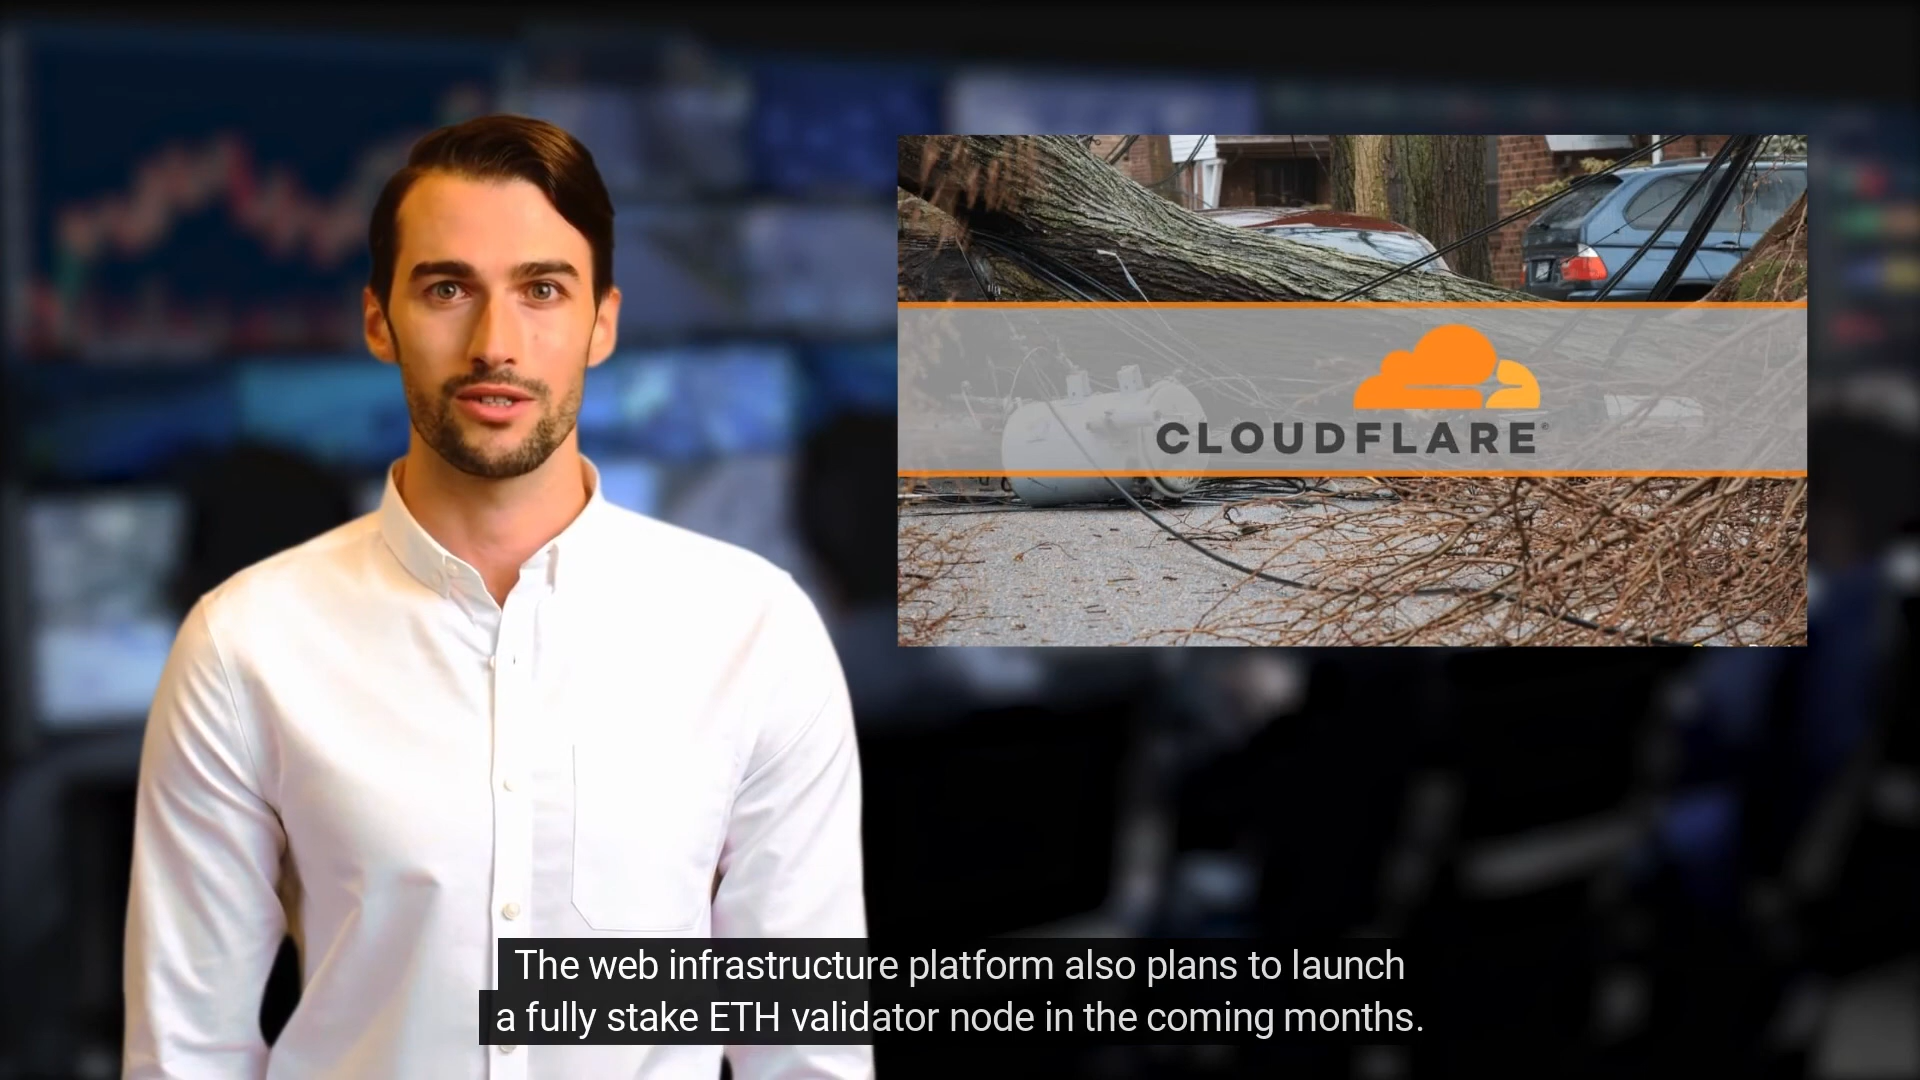 CLOUDFLARE
The web infrastructure platform also plans to launch
a fully stake ETH validator node in the coming months.